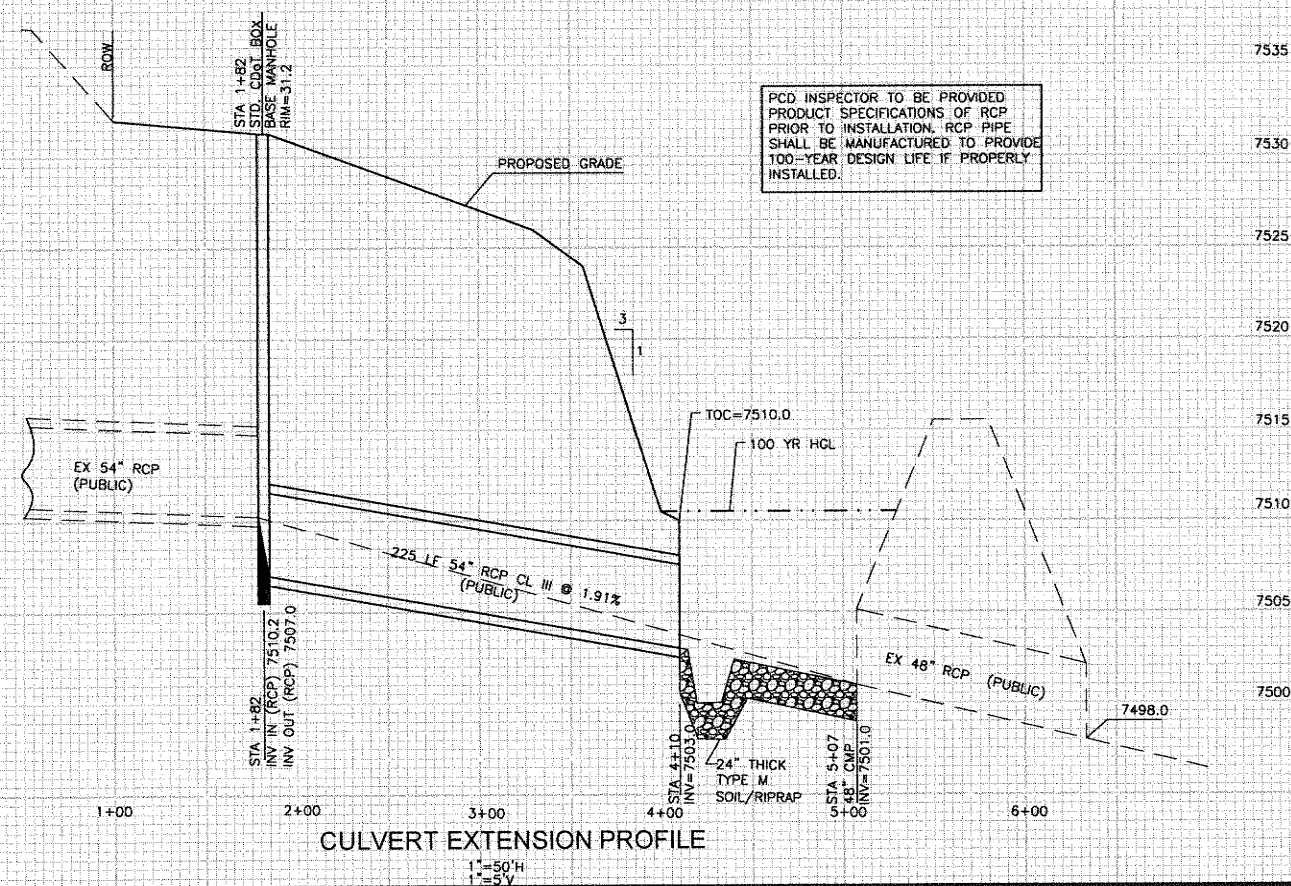 7535
ROW
STA 1+82
STD. CDoT BOX
BASE MANHOLE
RIM=31.2
PCD INSPECTOR TO BE PROVIDED
PRODUCT SPECIFICATIONS OF RCP
PRIOR TO INSTALLATION. RCP PIPE
SHALL BE MANUFACTURED TO PROVIDE
100-YEAR DESIGN LIFE IF PROPERLY
INSTALLED.
7530
PROPOSED GRADE
7525
3
1
7520
TOC=7510.0
7515
100 YR HGL
EX 54" RCP
(PUBLIC)
7510
225 LF 54" RCP CL III @ 1.91%
(PUBLIC)
7505
EX 48" RCP (PUBLIC)
7500
7498.0
STA 1+82
INV IN (RCP) 7510.2
INV OUT (RCP) 7507.0
STA 4+10
INV=7503.0
24" THICK
TYPE M
SOIL/RIPRAP
STA 5+07
48" CMP
INV=7501.0
1+00
2+00
3+00
4+00
5+00
6+00
CULVERT EXTENSION PROFILE
1"=50'H
1"=5'V